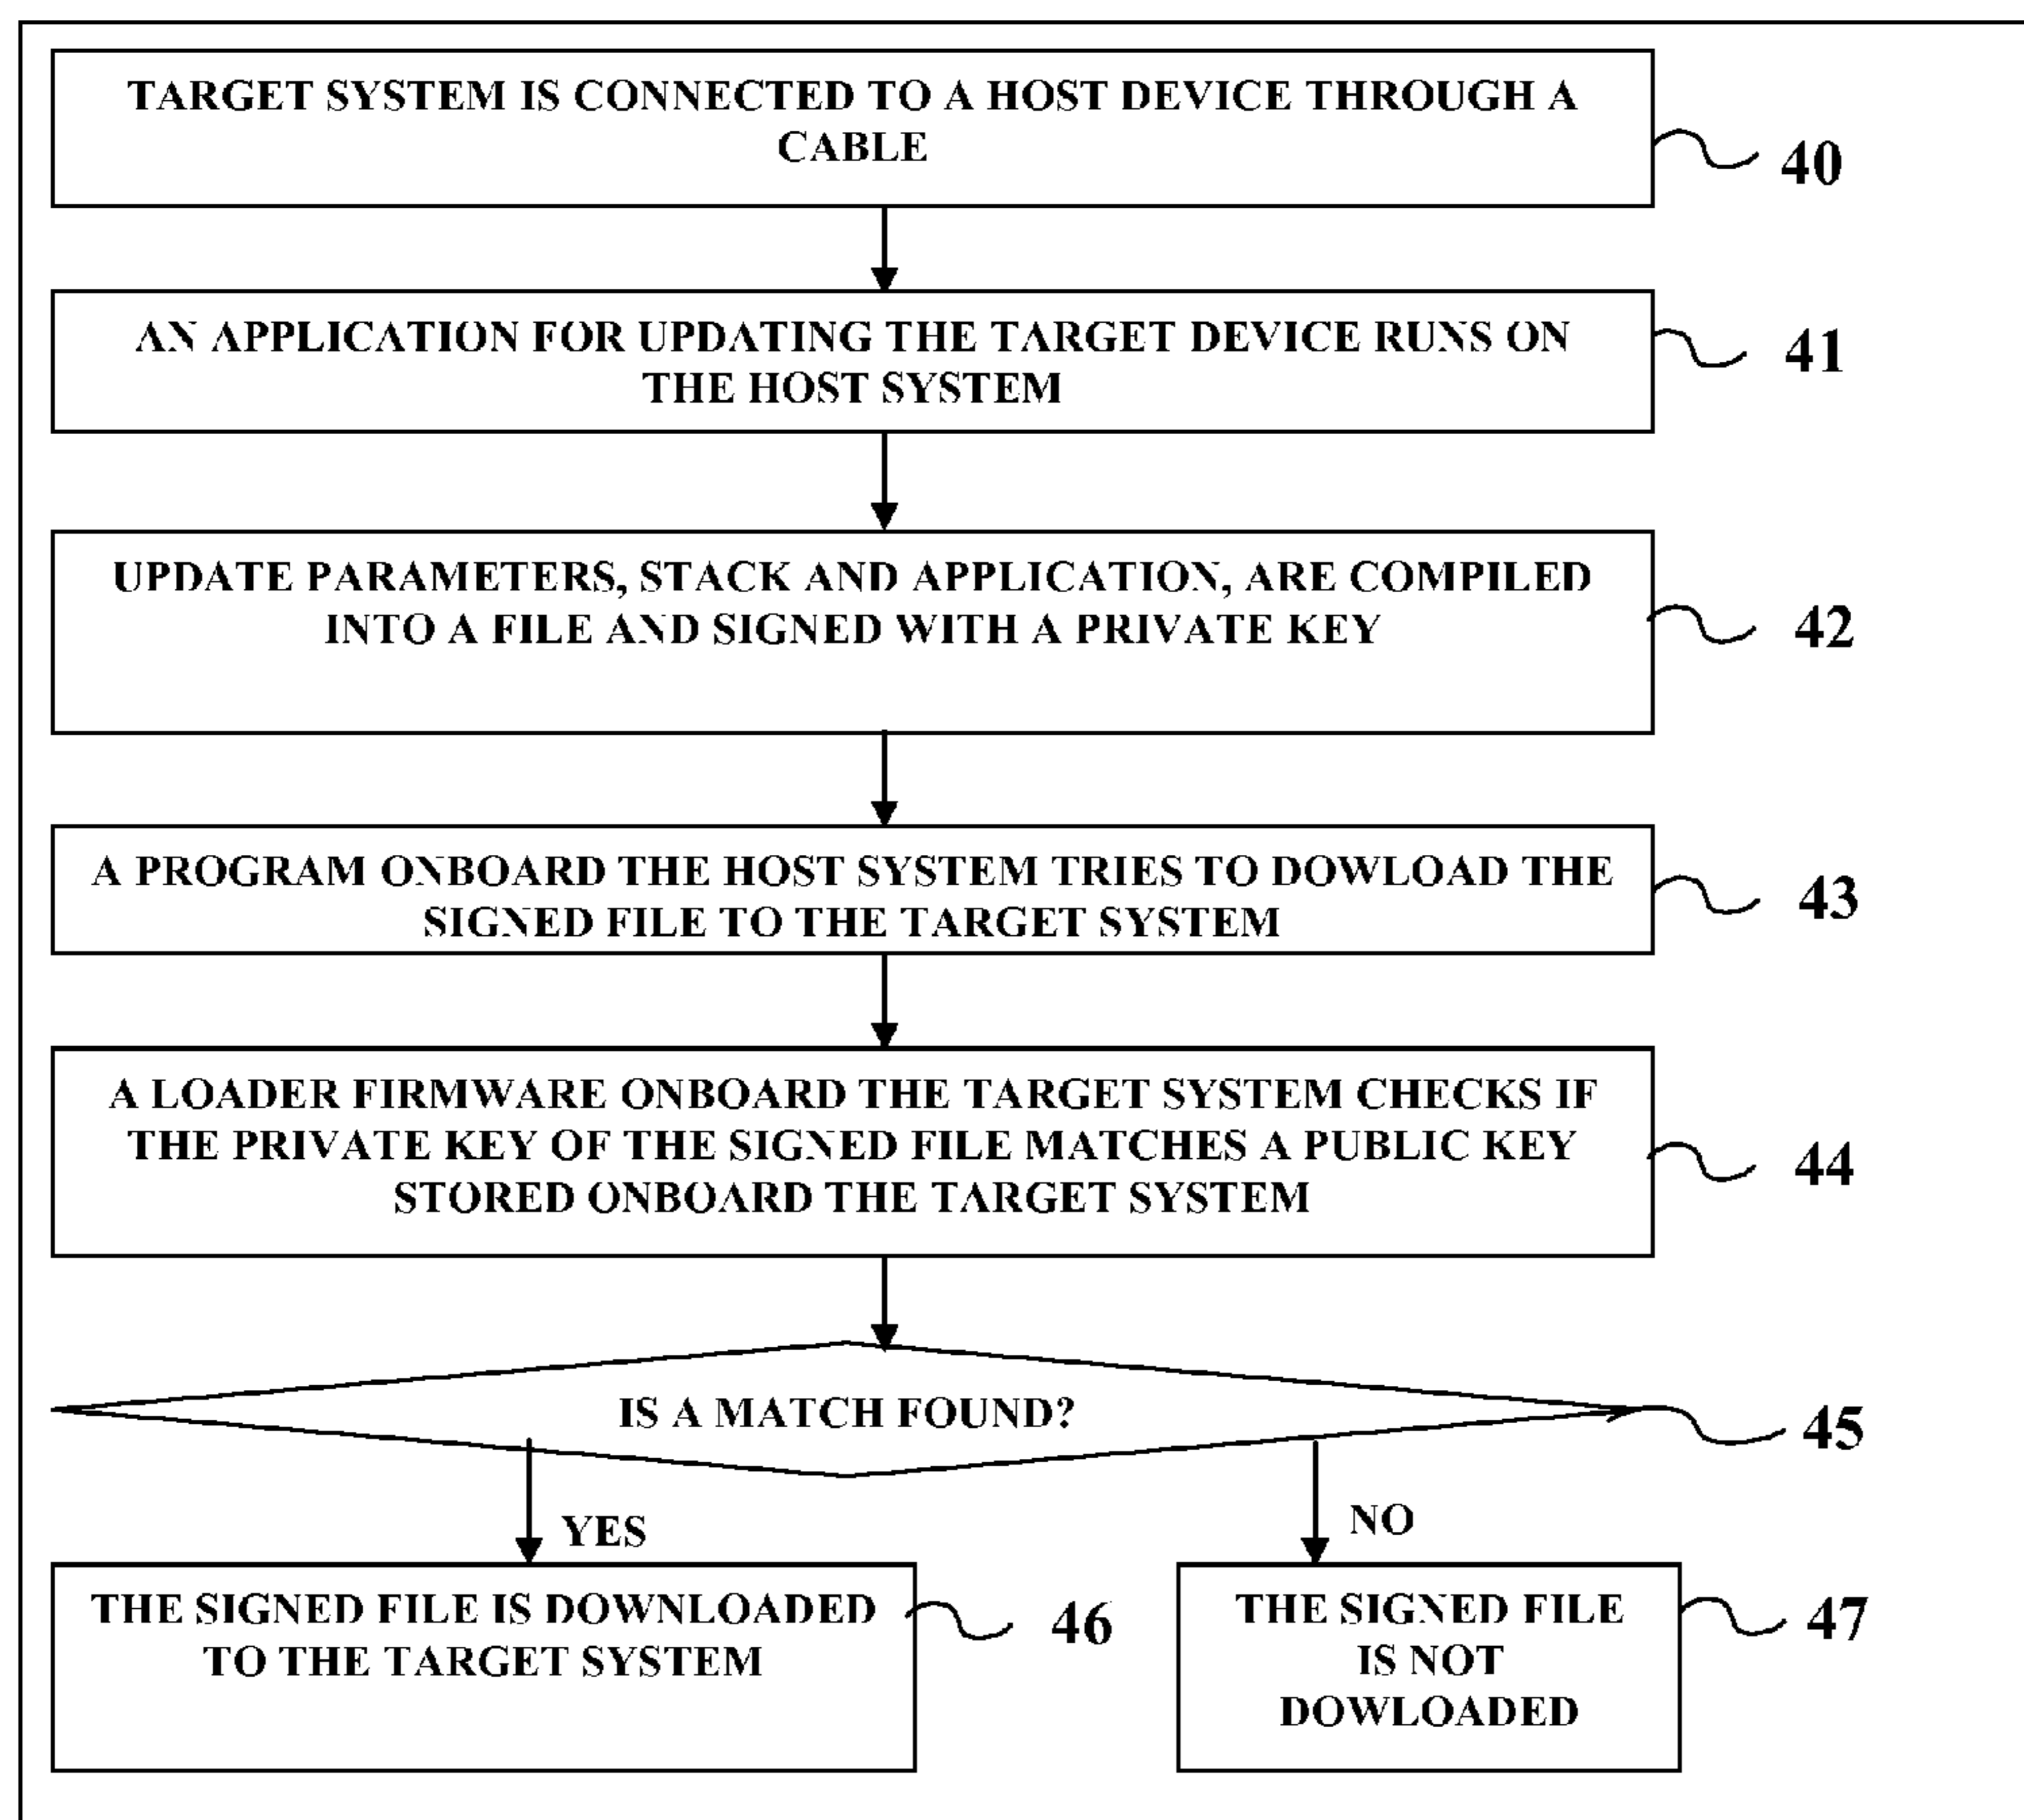 TARGET SYSTEM IS CONNECTED TO A HOST DEVICE THROUGH A
CABLE
40
AN APPLICATION FOR UPDATING THE TARGET DEVICE RUNS ON
THE HOST SYSTEM
41
UPDATE PARAMETERS, STACK AND APPLICATION, ARE COMPILED
INTO A FILE AND SIGNED WITH A PRIVATE KEY
42
A PROGRAM ONBOARD THE HOST SYSTEM TRIES TO DOWLOAD THE
SIGNED FILE TO THE TARGET SYSTEM
43
A LOADER FIRMWARE ONBOARD THE TARGET SYSTEM CHECKS IF
THE PRIVATE KEY OF THE SIGNED FILE MATCHES A PUBLIC KEY
STORED ONBOARD THE TARGET SYSTEM
44
IS A MATCH FOUND?
45
YES
NO
THE SIGNED FILE IS DOWNLOADED
TO THE TARGET SYSTEM
46
THE SIGNED FILE
IS NOT
DOWLOADED
47